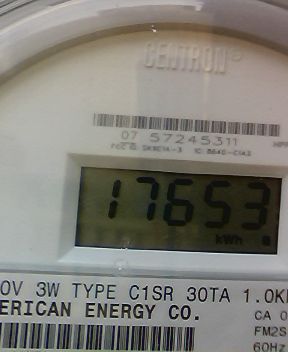 CENTRON®
07 57245311
17653
kWh
0V 3W TYPE C1SR 30TA 1.0K
ERICAN ENERGY CO.
CA 0
FM2S
60Hz